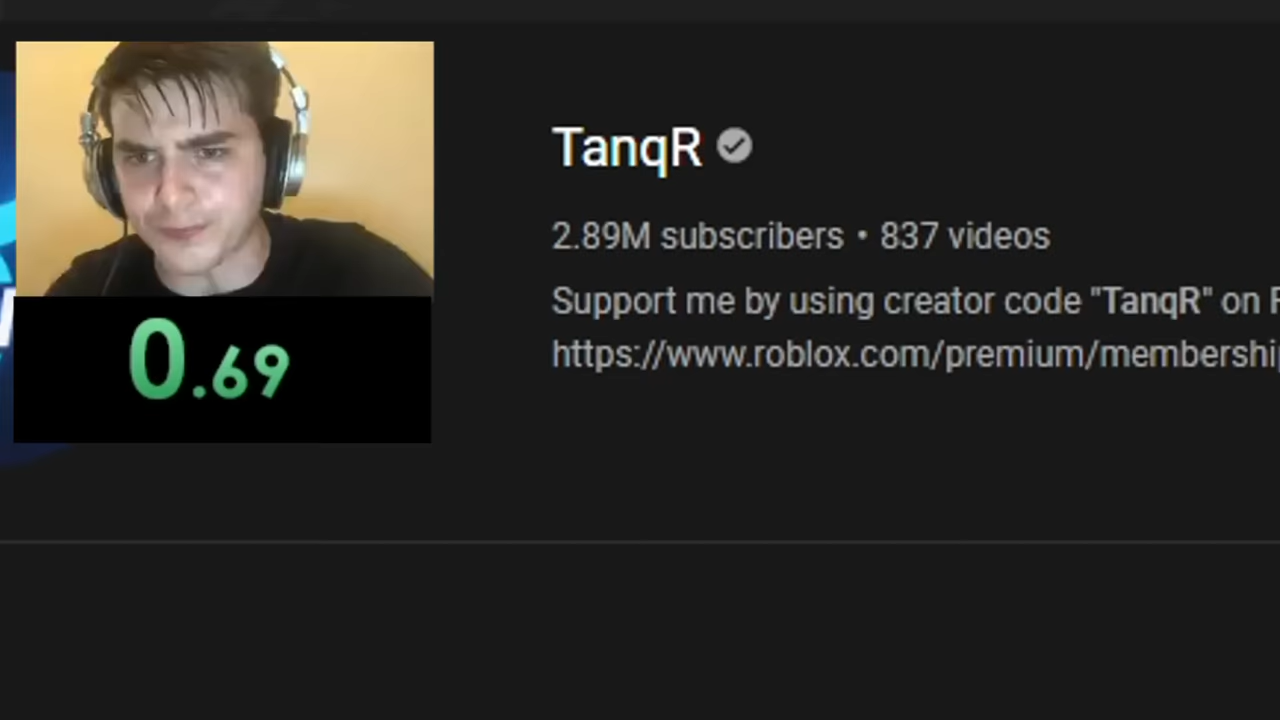 TanqR
2.89M subscribers • 837 videos
Support me by using creator code "TanqR" on
https://www.roblox.com/premium/membership
0.69